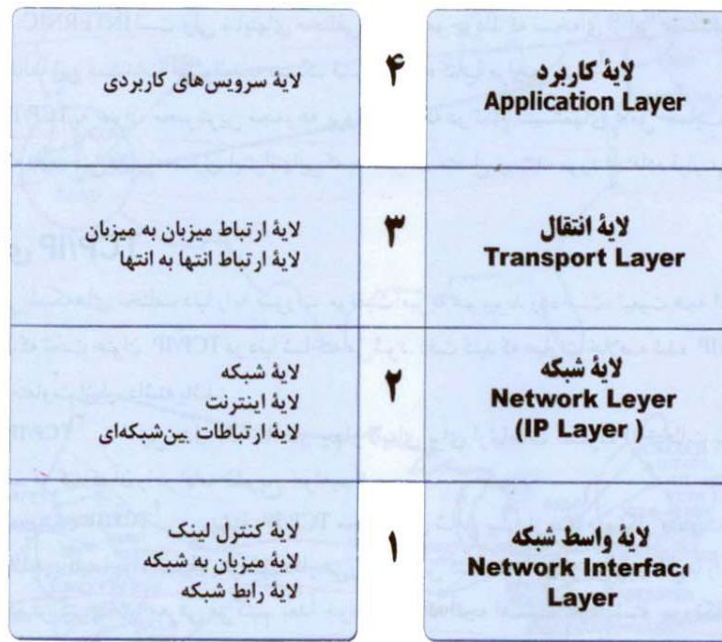 لایهٔ کاربرد
Application Layer
۴
لایهٔ سرویس‌های کاربردی
لایهٔ انتقال
Transport Layer
۳
لایهٔ ارتباط میزبان به میزبان
لایهٔ ارتباط انتها به انتها
لایهٔ شبکه
Network Leyer
(IP Layer )
۲
لایهٔ شبکه
لایهٔ اینترنت
لایهٔ ارتباطات بین‌شبکه‌ای
لایهٔ واسط شبکه
Network Interface
Layer
۱
لایهٔ کنترل لینک
لایهٔ میزبان به شبکه
لایهٔ رابط شبکه